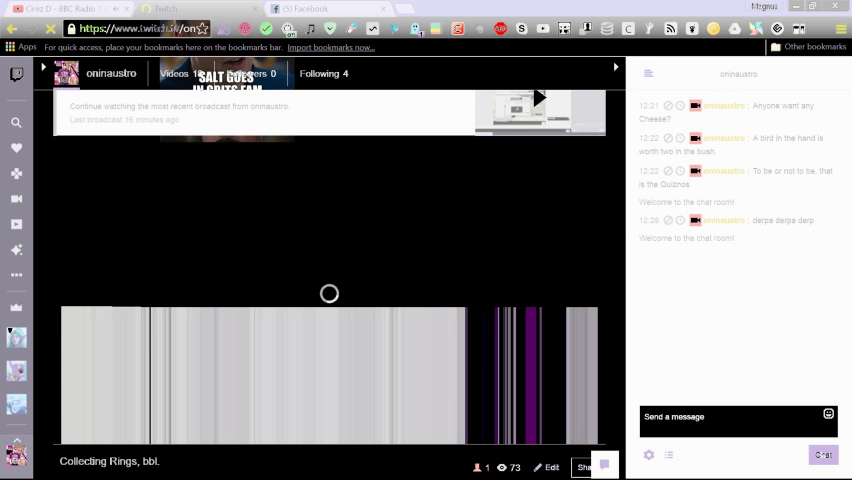 Cirez D - BBC Radio 1
Twitch
(5) Facebook
Magnus
https://www.twitch.tv/on
Apps For quick access, place your bookmarks here on the bookmarks bar. Import bookmarks now...
Other bookmarks
oninaustro Videos Followers 0 Following 4
SALT GOES
IN GRITS FAM
Continue watching the most recent broadcast from oninaustro.
Last broadcast 16 minutes ago
oninaustro
12:21 oninaustro : Anyone want any
Cheese?
12:22 oninaustro : A bird in the hand is
worth two in the bush.
12:22 oninaustro : To be or not to be, that
is the Quiznos
Welcome to the chat room!
12:28 oninaustro : derpa derpa derp
Welcome to the chat room!
Send a message
Chat
Collecting Rings, bbl.
1 73 Edit Sha